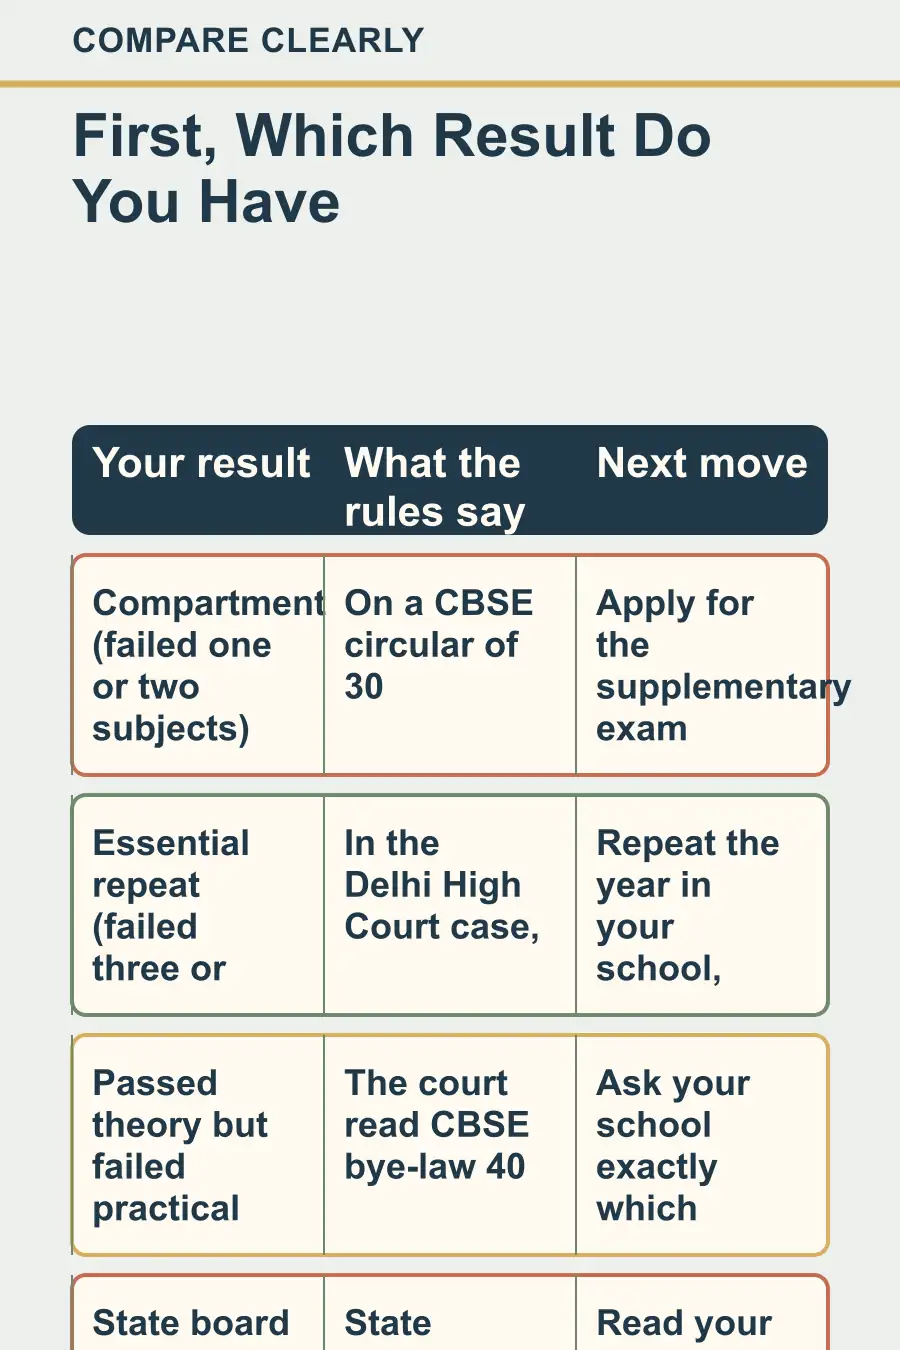 COMPARE CLEARLY
First, Which Result Do
You Have
Your result
What the
rules say
Next move
Compartment
(failed one
or two
subjects)
On a CBSE
circular of
30
Apply for
the
supplementary
exam
Essential
repeat
(failed
three or
In the
Delhi High
Court case,
Repeat the
year in
your
school,
Passed
theory but
failed
practical
The court
read CBSE
bye-law 40
Ask your
school
exactly
which
State board
State
Read your